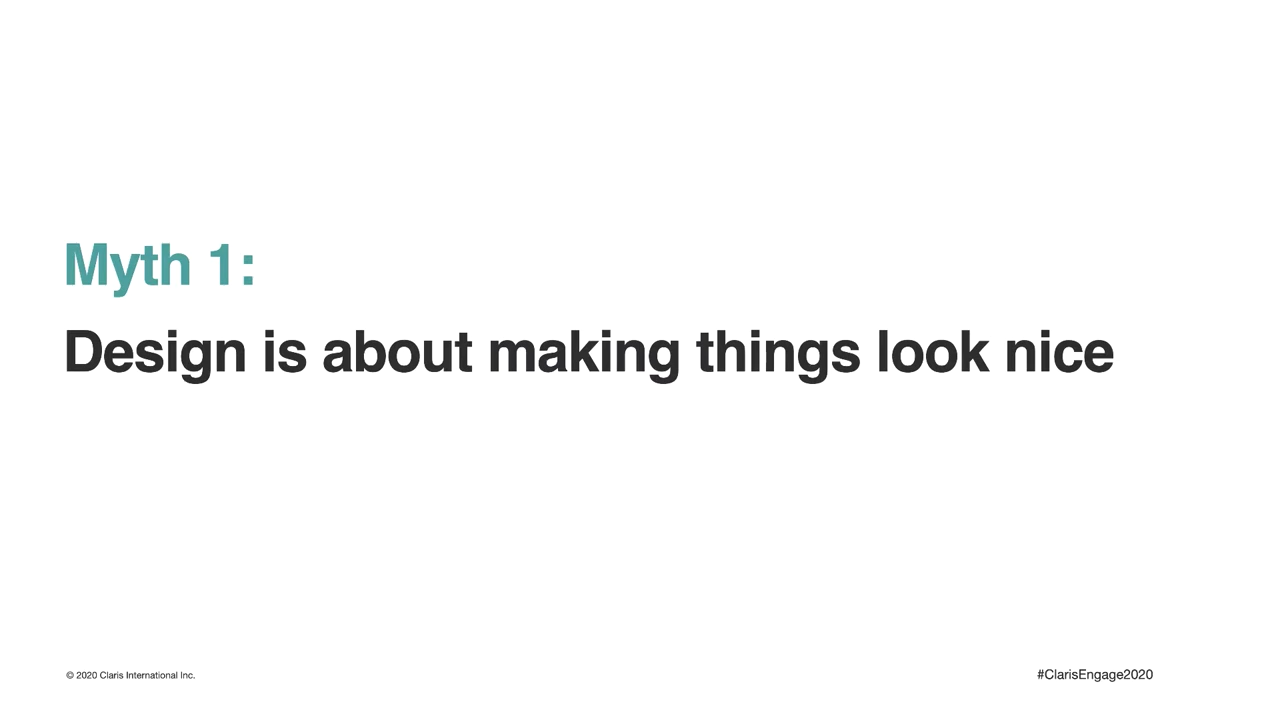 Myth 1:
Design is about making things look nice
© 2020 Claris International Inc.
#ClarisEngage2020